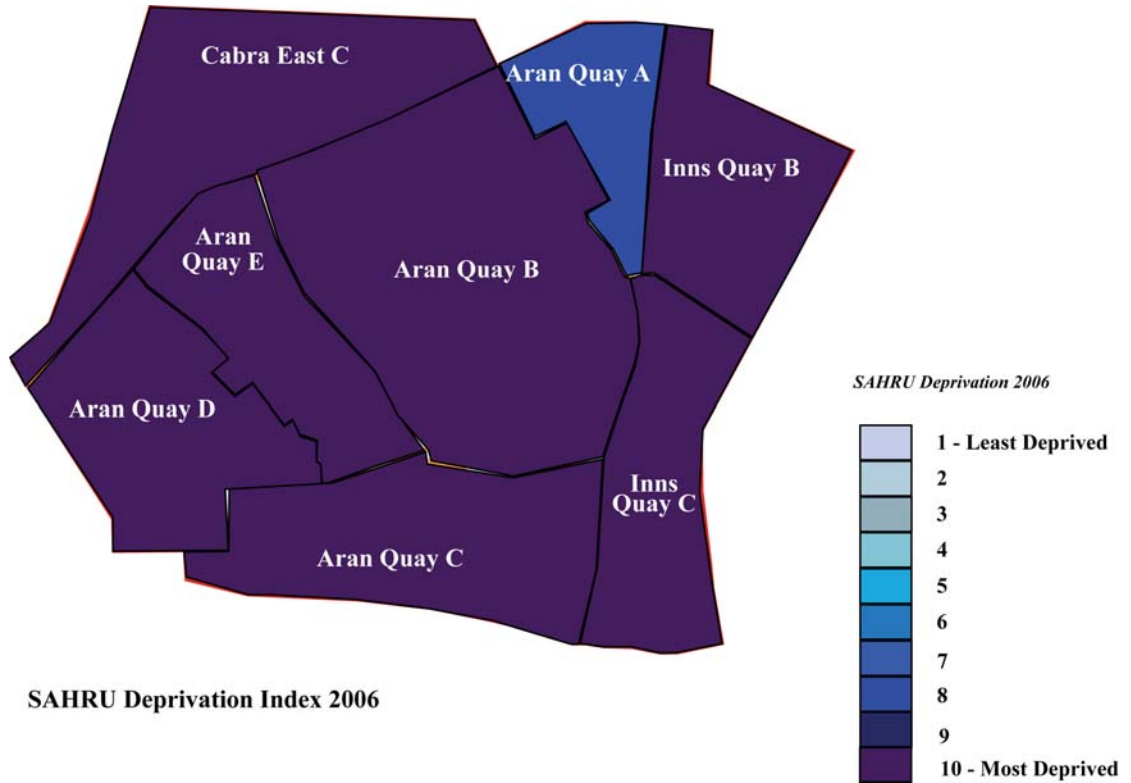 Cabra East C
Aran Quay A
Inns Quay B
Aran
Quay E
Aran Quay B
Aran Quay D
Inns
Quay C
Aran Quay C
SAHRU Deprivation 2006
1 - Least Deprived
2
3
4
5
6
7
8
9
10 - Most Deprived
SAHRU Deprivation Index 2006